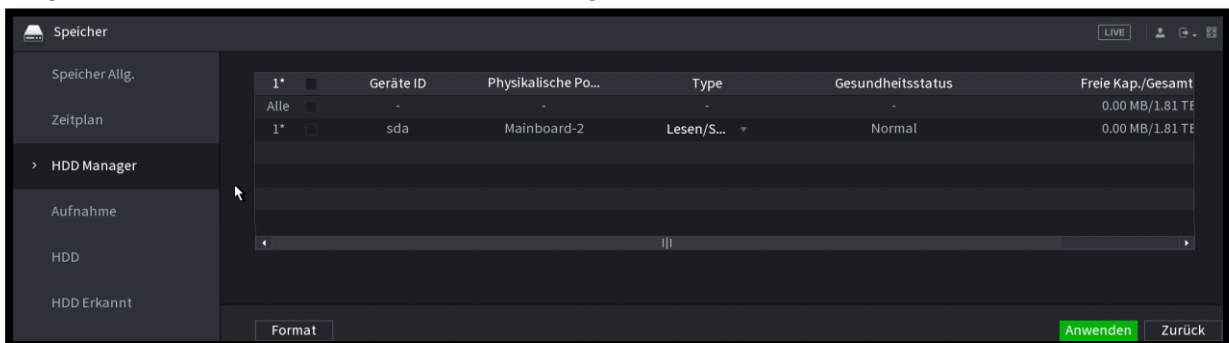 Speicher LIVE
Speicher Allg.
Zeitplan
HDD Manager
Aufnahme
HDD
HDD Erkannt
1* Geräte ID Physikalische Po... Type Gesundheitsstatus Freie Kap./Gesamt
Alle - - - - 0.00 MB/1.81 TE
1* sda Mainboard-2 Lesen/S... Normal 0.00 MB/1.81 TE
Format Anwenden Zurück